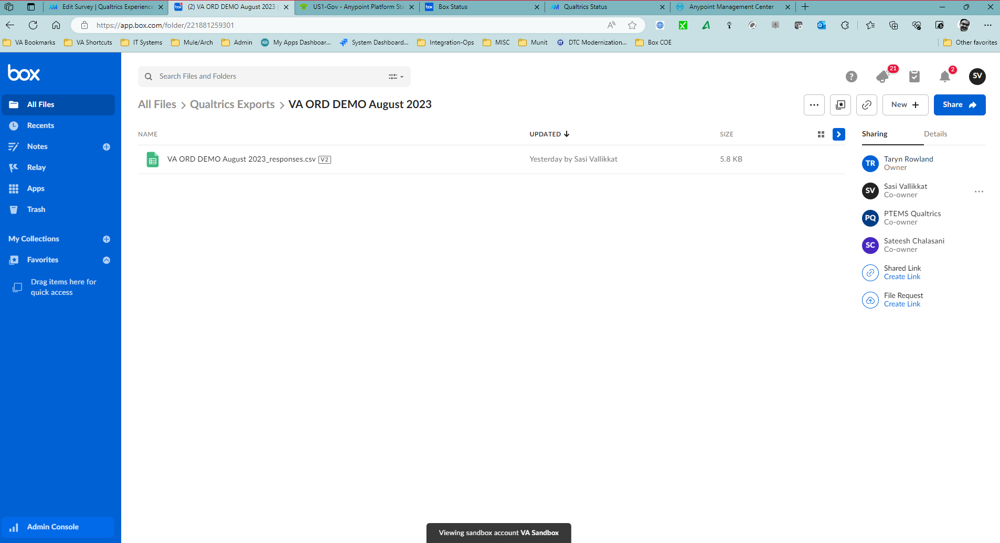 Edit Survey | Qualtrics Experience
(2) VA ORD DEMO August 2023 |
US1-Gov - Anypoint Platform Sta
box
Box Status
Qualtrics Status
Anypoint Management Center
https://app.box.com/folder/221881259301
VA Bookmarks
VA Shortcuts
IT Systems
Mule/Arch
Admin
My Apps Dashboar...
System Dashboard...
Integration-Ops
MISC
Munit
DTC Modernization...
Box COE
Other favorites
box
Search Files and Folders
21
2
SV
All Files > Qualtrics Exports > VA ORD DEMO August 2023
New +
Share
All Files
Recents
Notes
Relay
Apps
Trash
My Collections
Favorites
Drag items here for
quick access
Admin Console
NAME
UPDATED
SIZE
VA ORD DEMO August 2023_responses.csv V2
Yesterday by Sasi Vallikkat
5.8 KB
Sharing
Details
TR
Taryn Rowland
Owner
SV
Sasi Vallikkat
Co-owner
PQ
PTEMS Qualtrics
Co-owner
SC
Sateesh Chalasani
Co-owner
Shared Link
Create Link
File Request
Create Link
Viewing sandbox account VA Sandbox